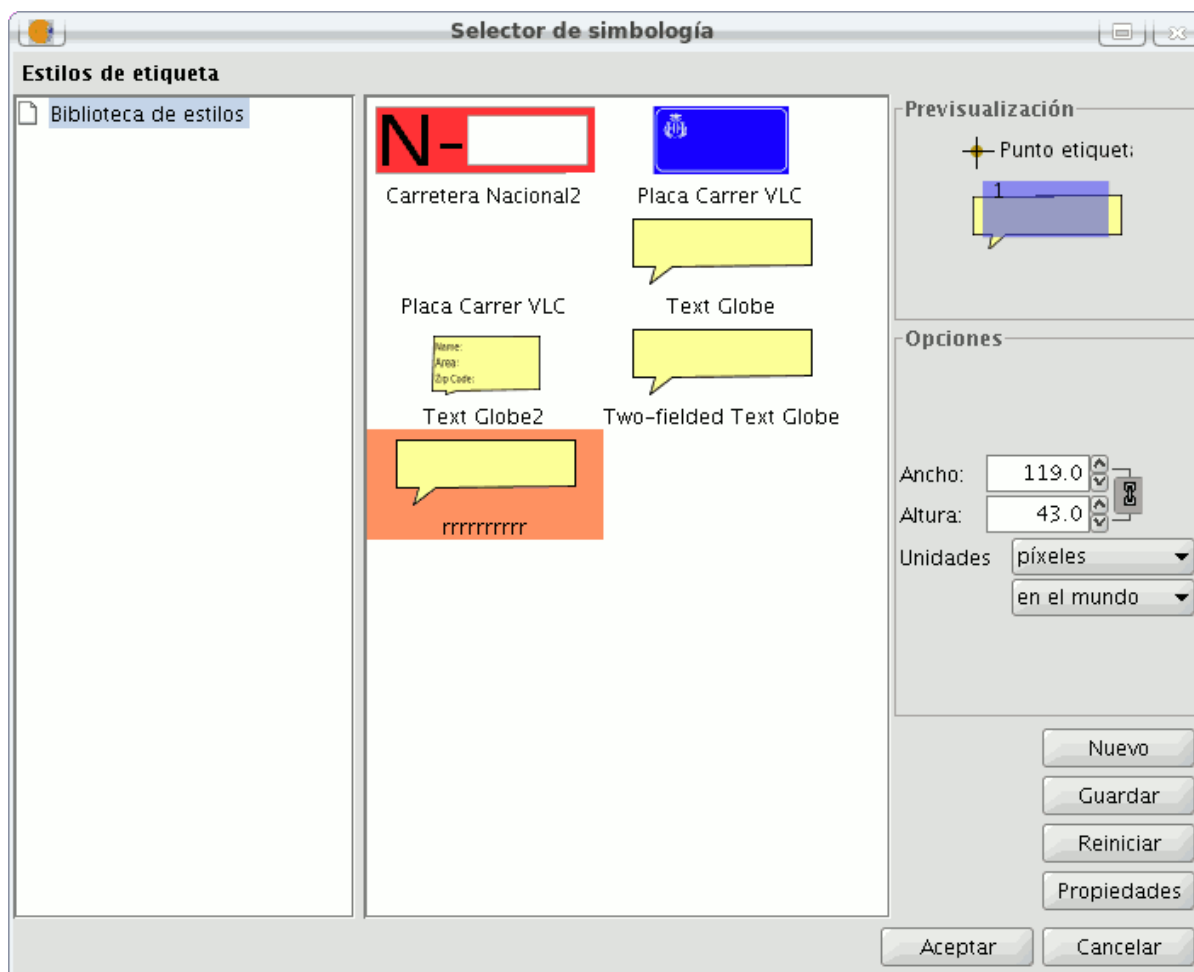 Selector de simbología
Estilos de etiqueta
Biblioteca de estilos
N-
Carretera Nacional2
Placa Carrer VLC
Placa Carrer VLC
Text Globe
Name:
Area:
Zip Code:
Text Globe2
Two-fielded Text Globe
rrrrrrrrrr
Previsualización
Punto etiqueta
1
Opciones
Ancho: 119.0
Altura: 43.0
Unidades píxeles
en el mundo
Nuevo
Guardar
Reiniciar
Propiedades
Aceptar
Cancelar